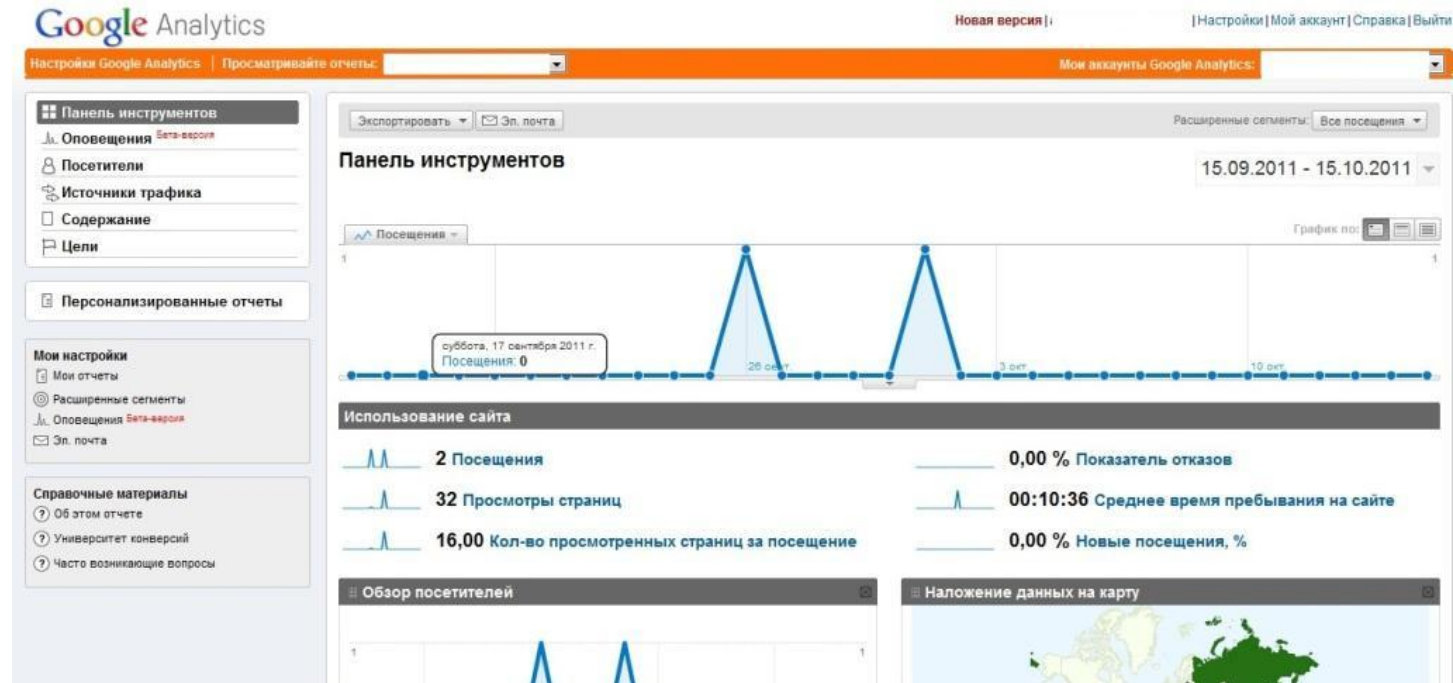 Google Analytics
Новая версия | Настройки | Мой аккаунт | Справка | Выйти
Настройки Google Analytics | Просматривайте отчеты:
Мои аккаунты Google Analytics:
Панель инструментов
Оповещения Бета-версия
Посетители
Источники трафика
Содержание
Цели
Персонализированные отчеты
Мои настройки
Мои отчеты
Расширенные сегменты
Оповещения Бета-версия
Эл. почта
Справочные материалы
Об этом отчете
Университет конверсий
Часто возникающие вопросы
Экспортировать Эл. почта
Расширенные сегменты: Все посещения
Панель инструментов
15.09.2011 - 15.10.2011
Посещения
График по:
1 1
суббота, 17 сентября 2011 г.
Посещения: 0
26 сент 3 окт 10 окт
Использование сайта
2 Посещения
32 Просмотры страниц
16,00 Кол-во просмотренных страниц за посещение
0,00 % Показатель отказов
00:10:36 Среднее время пребывания на сайте
0,00 % Новые посещения, %
Обзор посетителей
1 1
Наложение данных на карту